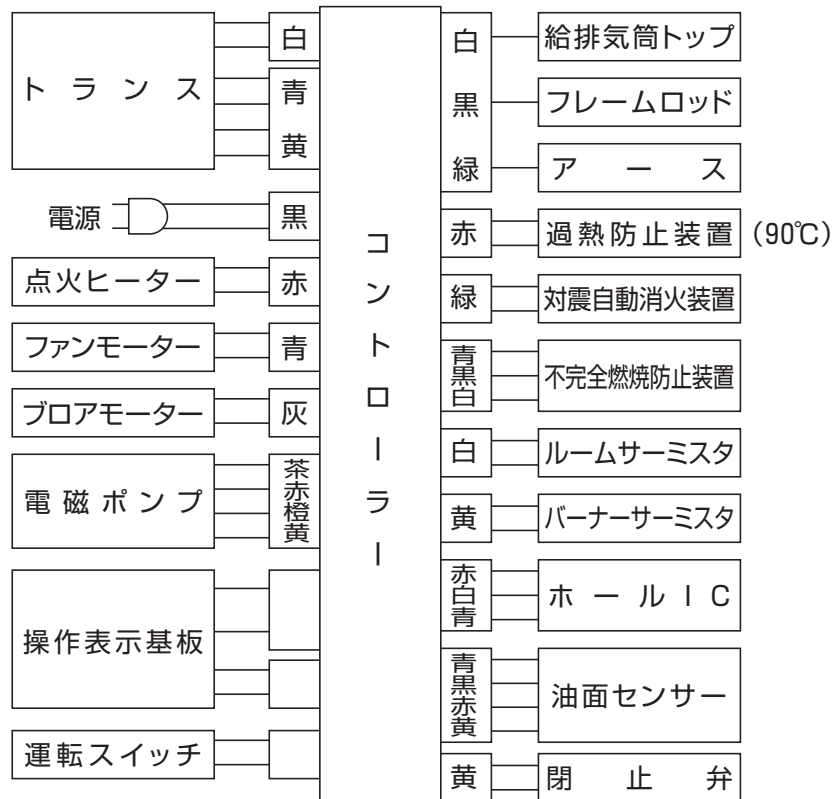 トランス
白
青
黄
電源
黒
点火ヒーター
赤
ファンモーター
青
ブロアモーター
灰
電磁ポンプ
茶
赤
橙
黄
操作表示基板
運転スイッチ
コントローラー
白
給排気筒トップ
黒
フレームロッド
緑
アース
赤
過熱防止装置 (90℃)
緑
対震自動消火装置
青
黒
白
不完全燃焼防止装置
白
ルームサーミスタ
黄
バーナーサーミスタ
赤
白
青
ホールIC
青
黒
赤
黄
油面センサー
黄
閉止弁